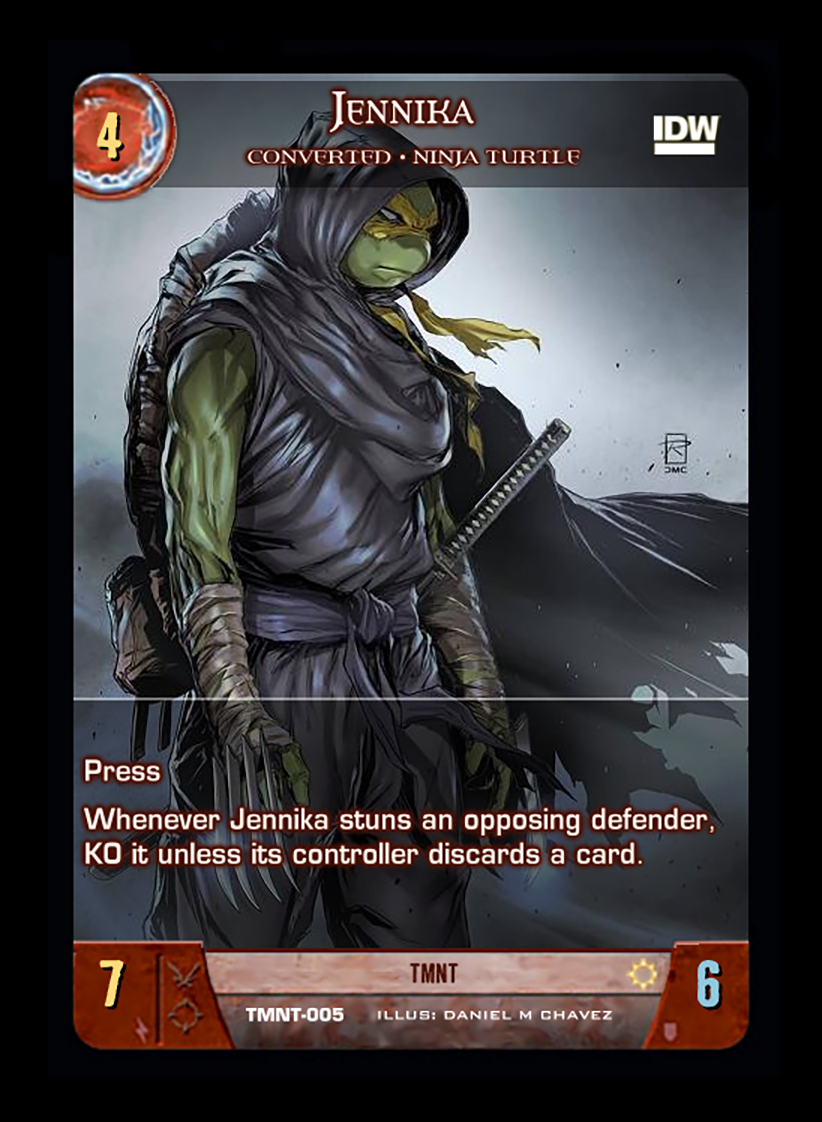 4
Jennika
IDW
CONVERTED • NINJA TURTLE
DMC
Press
Whenever Jennika stuns an opposing defender,
KO it unless its controller discards a card.
7
TMNT
6
TMNT-005 ILLUS: DANIEL M CHAVEZ